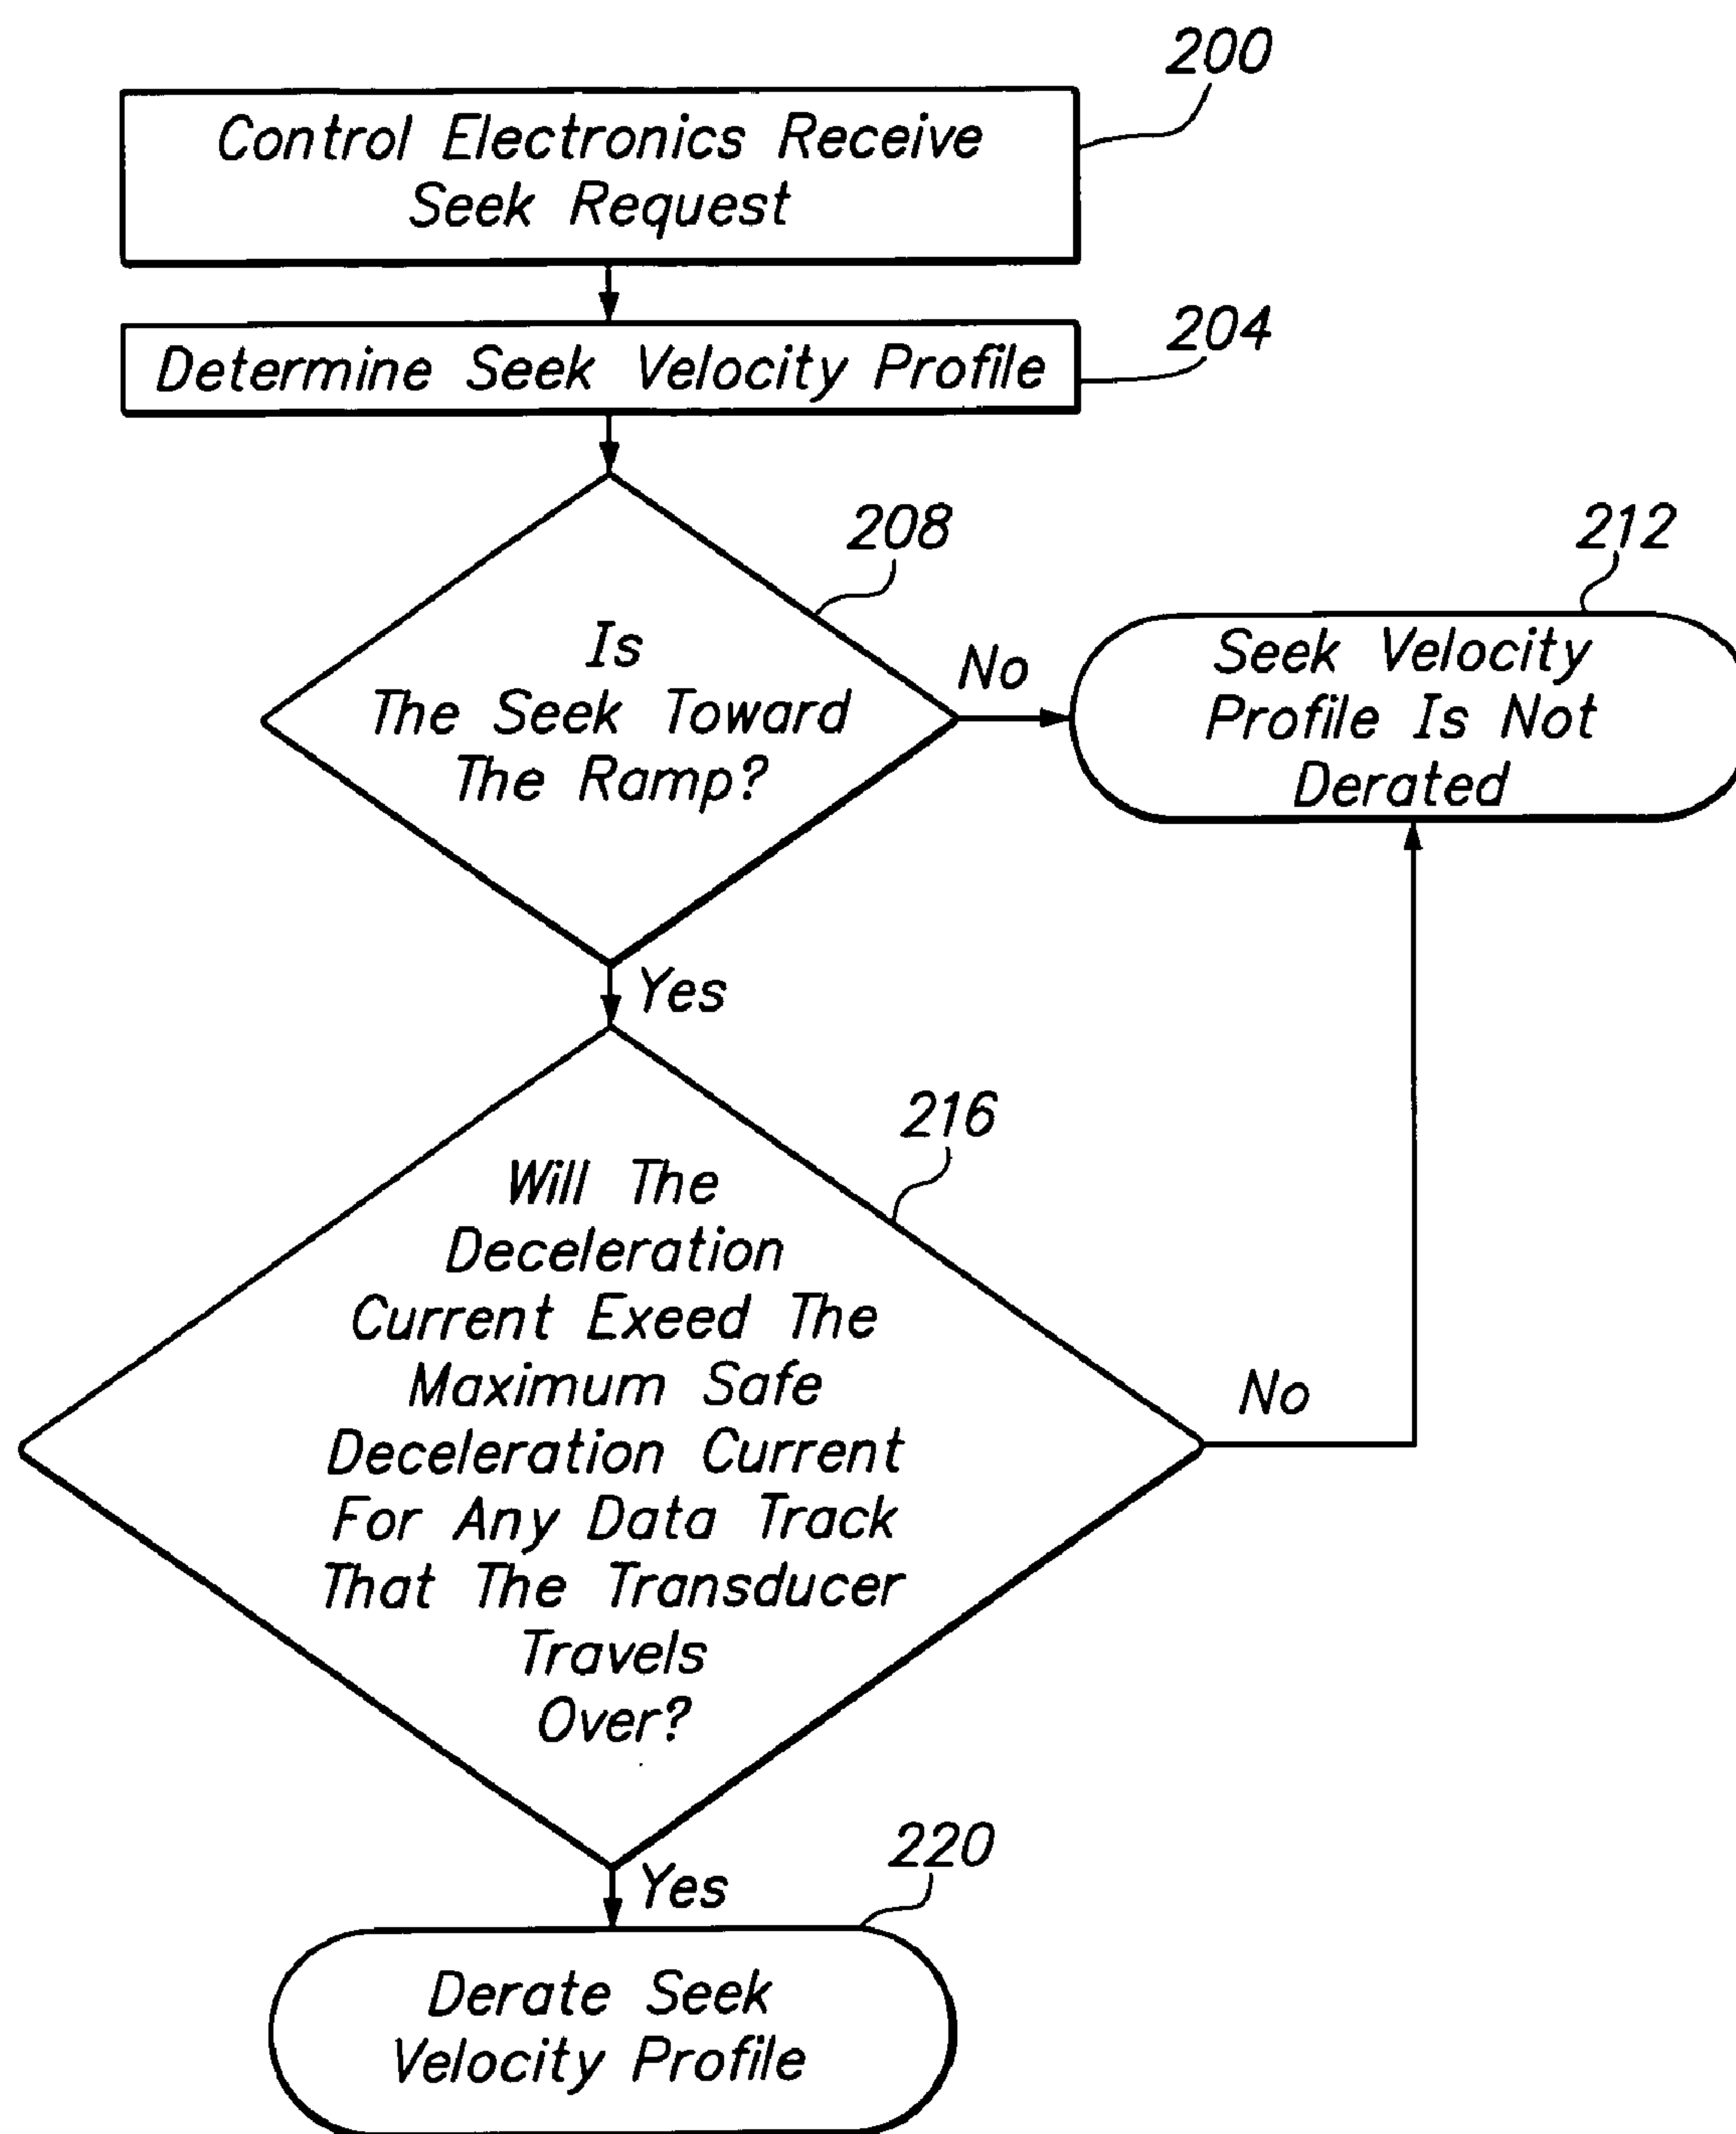 200
Control Electronics Receive
Seek Request
204
Determine Seek Velocity Profile
208
Is
The Seek Toward
The Ramp?
No
212
Seek Velocity
Profile Is Not
Derated
Yes
216
Will The
Deceleration
Current Exeed The
Maximum Safe
Deceleration Current
For Any Data Track
That The Transducer
Travels
Over?
No
Yes
220
Derate Seek
Velocity Profile